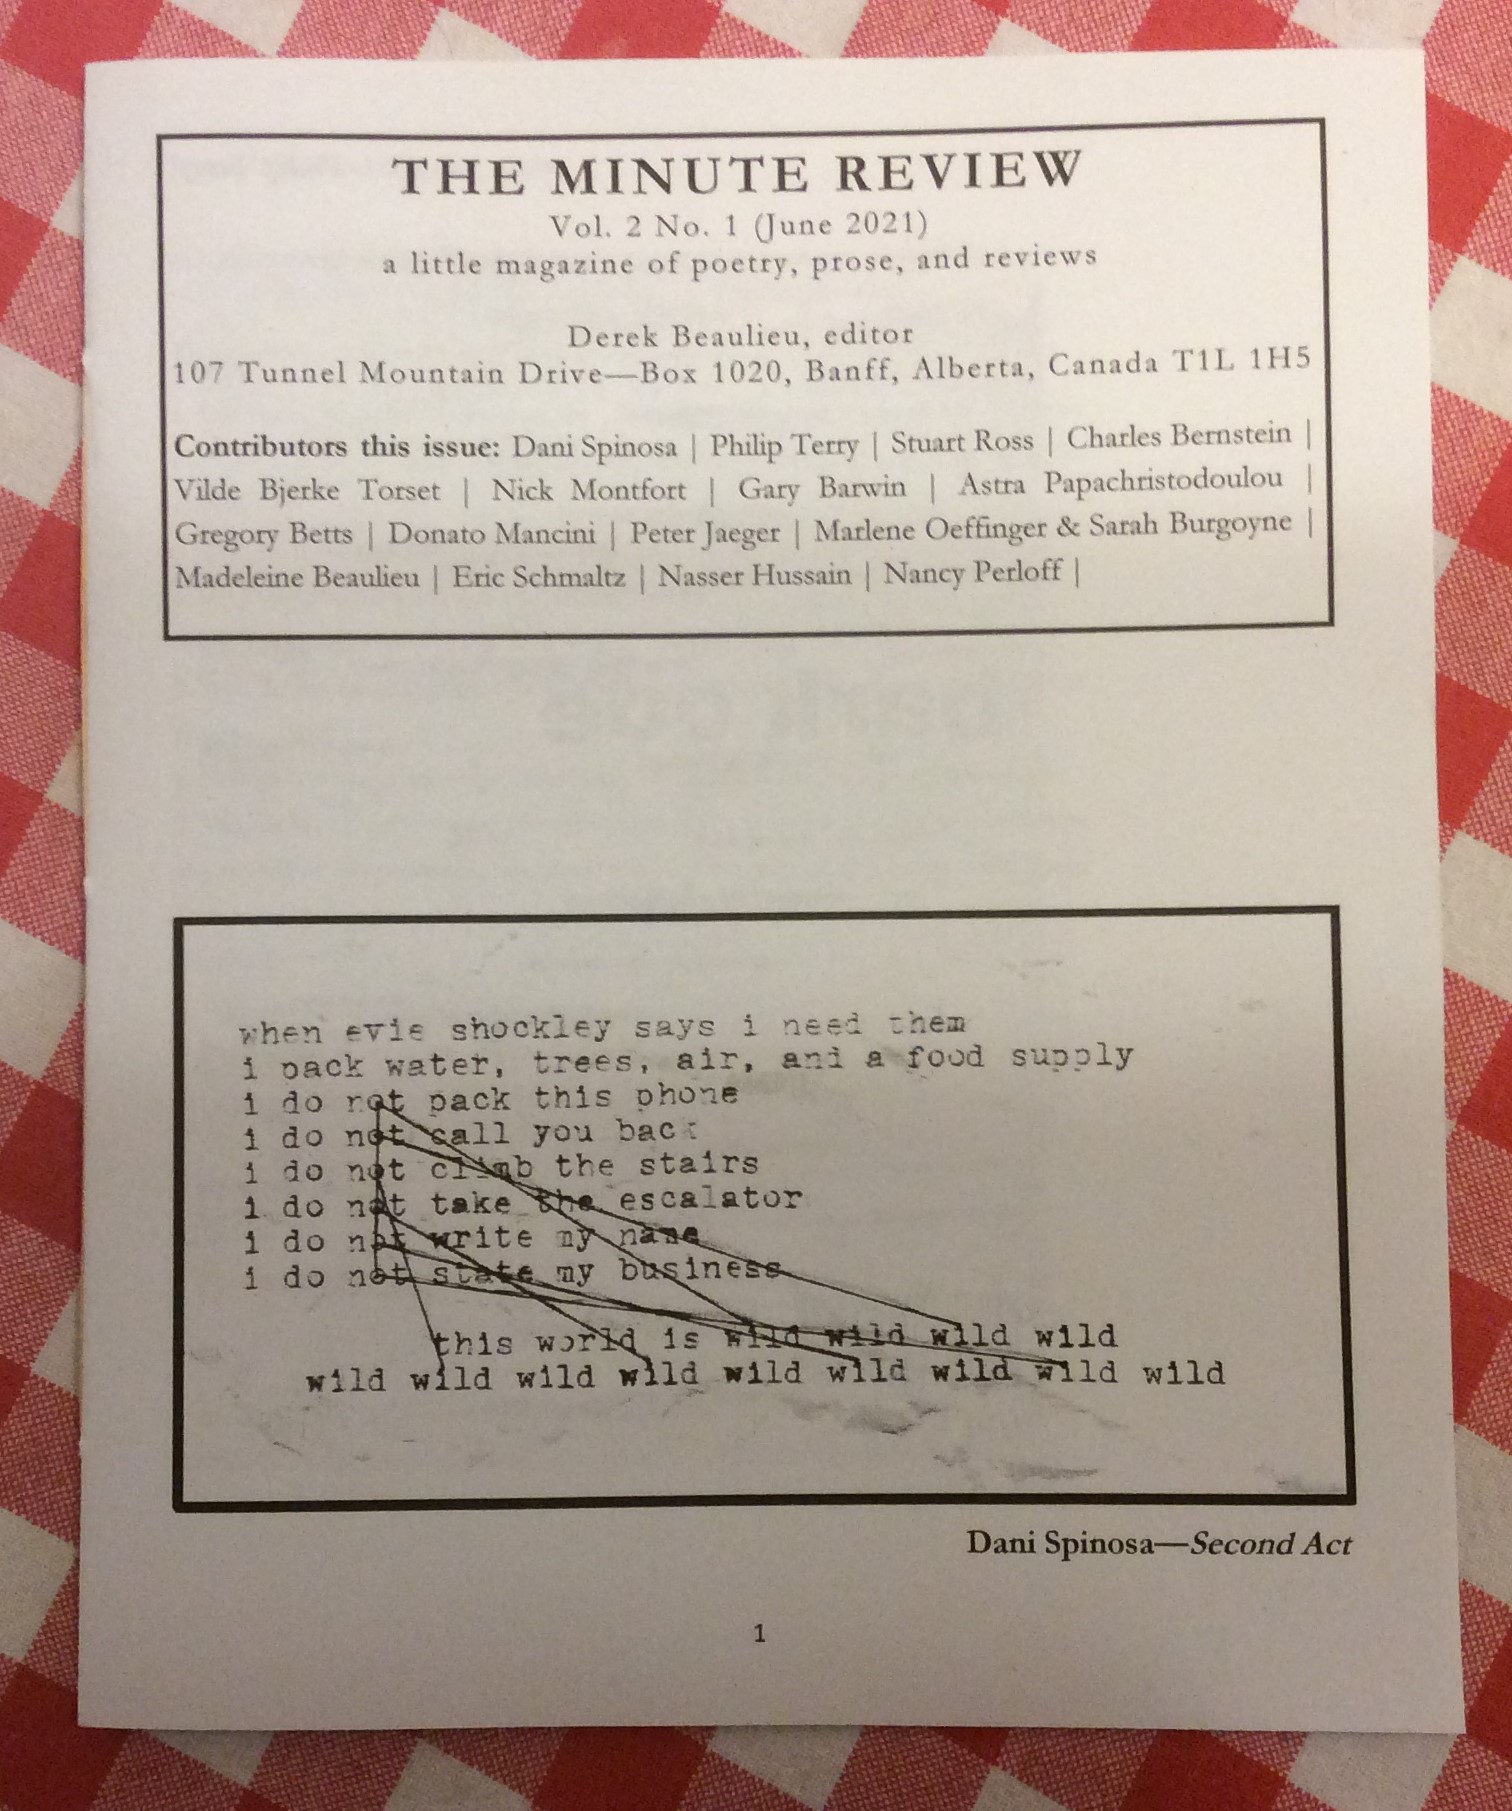 THE MINUTE REVIEW
Vol. 2 No. 1 (June 2021)
a little magazine of poetry, prose, and reviews
Derek Beaulieu, editor
107 Tunnel Mountain Drive—Box 1020, Banff, Alberta, Canada T1L 1H5
Contributors this issue: Dani Spinosa | Philip Terry | Stuart Ross | Charles Bernstein |
Vilde Bjerke Torset | Nick Montfort | Gary Barwin | Astra Papachristodoulou |
Gregory Betts | Donato Mancini | Peter Jaeger | Marlene Oeffinger & Sarah Burgoyne |
Madeleine Beaulieu | Eric Schmaltz | Nasser Hussain | Nancy Perloff |
when evie shockley says i need them
i pack water, trees, air, and a food supply
i do not pack this phone
i do not call you back
i do not climb the stairs
i do not take the escalator
i do not write my name
i do not state my business
this world is wild wild wild wild
wild wild wild wild wild wild wild wild wild
Dani Spinosa—Second Act
1